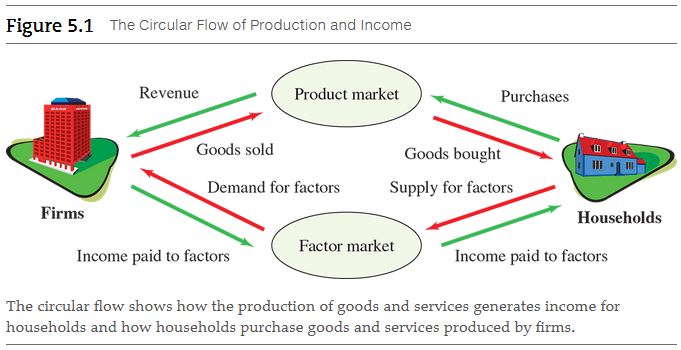 Figure 5.1 The Circular Flow of Production and Income
Revenue
Product market
Purchases
BANK
Goods sold
Goods bought
Demand for factors
Supply for factors
Firms
Households
Factor market
Income paid to factors
Income paid to factors
The circular flow shows how the production of goods and services generates income for
households and how households purchase goods and services produced by firms.